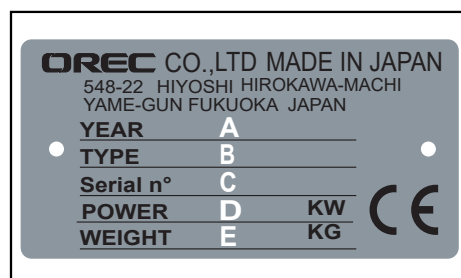 OREC CO.,LTD MADE IN JAPAN
548-22 HIYOSHI HIROKAWA-MACHI
YAME-GUN FUKUOKA JAPAN
YEAR A
TYPE B
Serial n° C
POWER D KW
WEIGHT E KG
CE